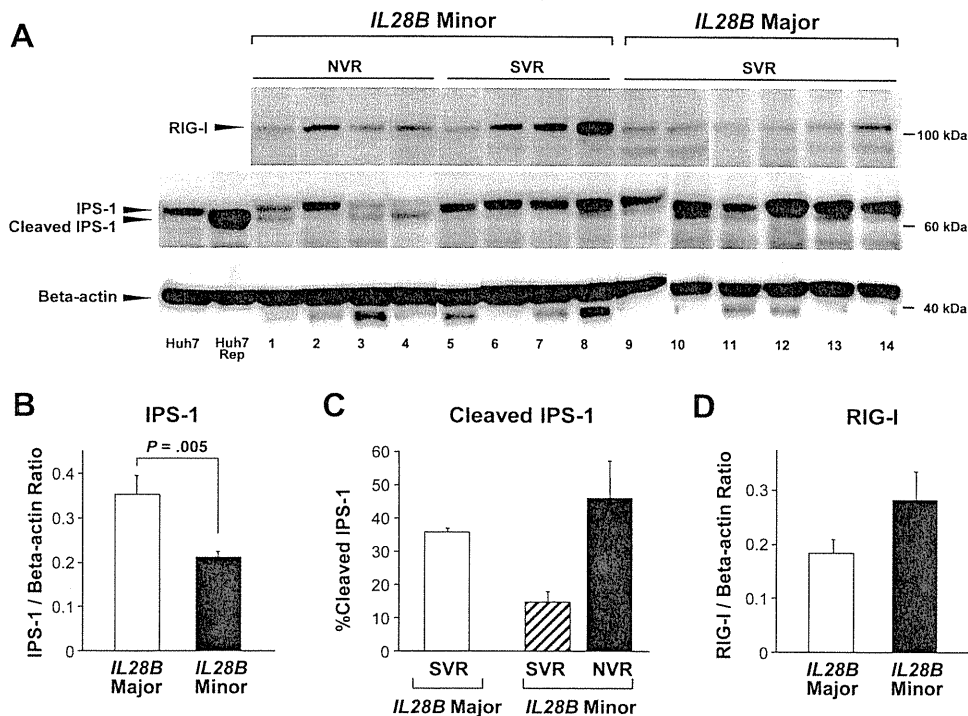 A
IL28B Minor
IL28B Major
NVR
SVR
SVR
RIG-I
100 kDa
IPS-1
Cleaved IPS-1
60 kDa
Beta-actin
40 kDa
Huh7
Huh7 Rep
1 2 3 4 5 6 7 8 9 10 11 12 13 14
B
IPS-1
P = .005
IPS-1 / Beta-actin Ratio
0.4
0.3
0.2
0.1
0
IL28B Major
IL28B Minor
C
Cleaved IPS-1
%Cleaved IPS-1
60
50
40
30
20
10
0
SVR
SVR
NVR
IL28B Major
IL28B Minor
D
RIG-I
RIG-I / Beta-actin Ratio
0.3
0.2
0.1
0
IL28B Major
IL28B Minor